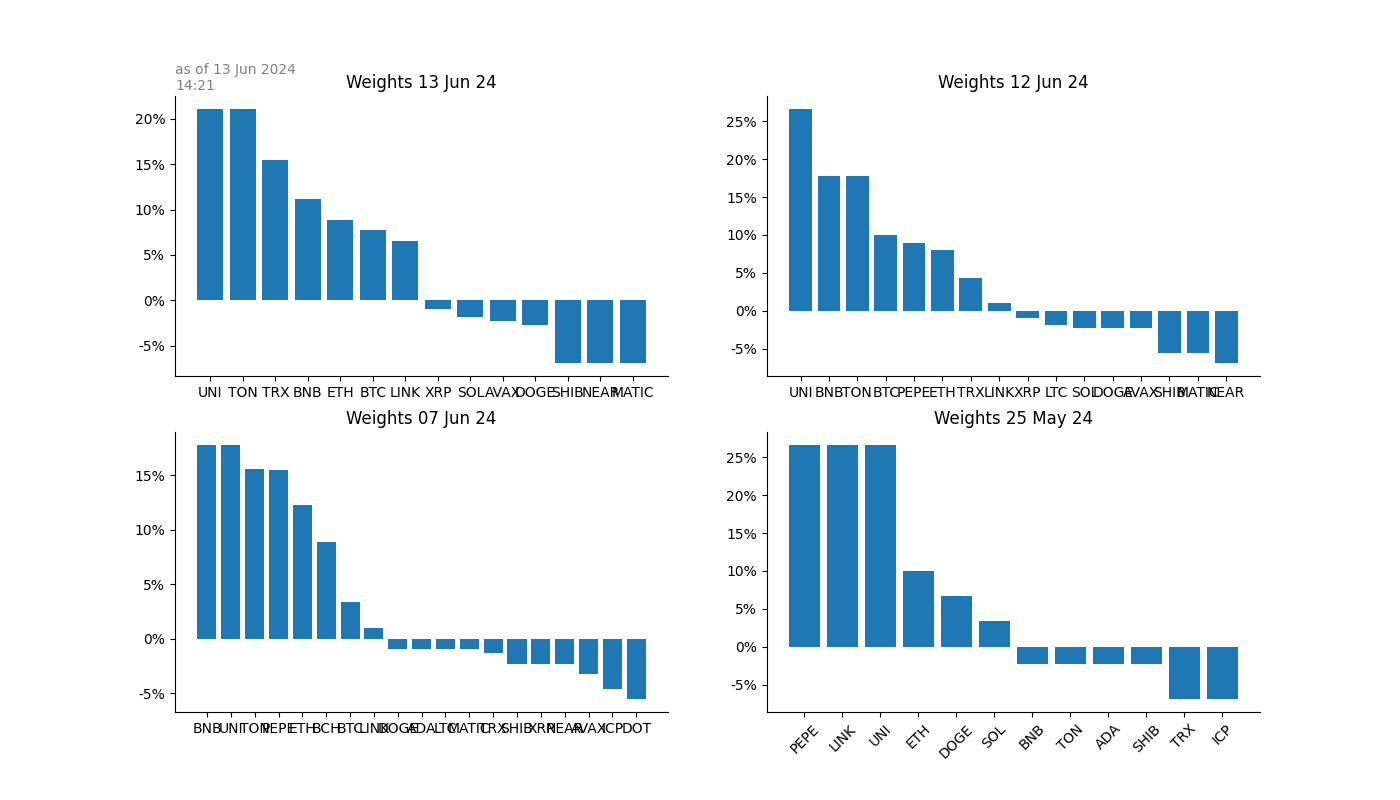 as of 13 Jun 2024
14:21
Weights 13 Jun 24
20%
15%
10%
5%
0%
-5%
UNI TON TRX BNB ETH BTC LINK XRP SOL AVAX DOGE SHIB NEAR MATIC
Weights 12 Jun 24
25%
20%
15%
10%
5%
0%
-5%
UNI BNB TON BTC PEPE ETH TRX LINK XRP LTC SOL DOGE AVAX SHIB MATIC NEAR
Weights 07 Jun 24
15%
10%
5%
0%
-5%
BNB UNI TON PEPE ETH BCH BTC LINK DOGE ADA LTC MATIC TRX SHIB XRP NEAR AVAX ICP DOT
Weights 25 May 24
25%
20%
15%
10%
5%
0%
-5%
PEPE LINK UNI ETH DOGE SOL BNB TON ADA SHIB TRX ICP